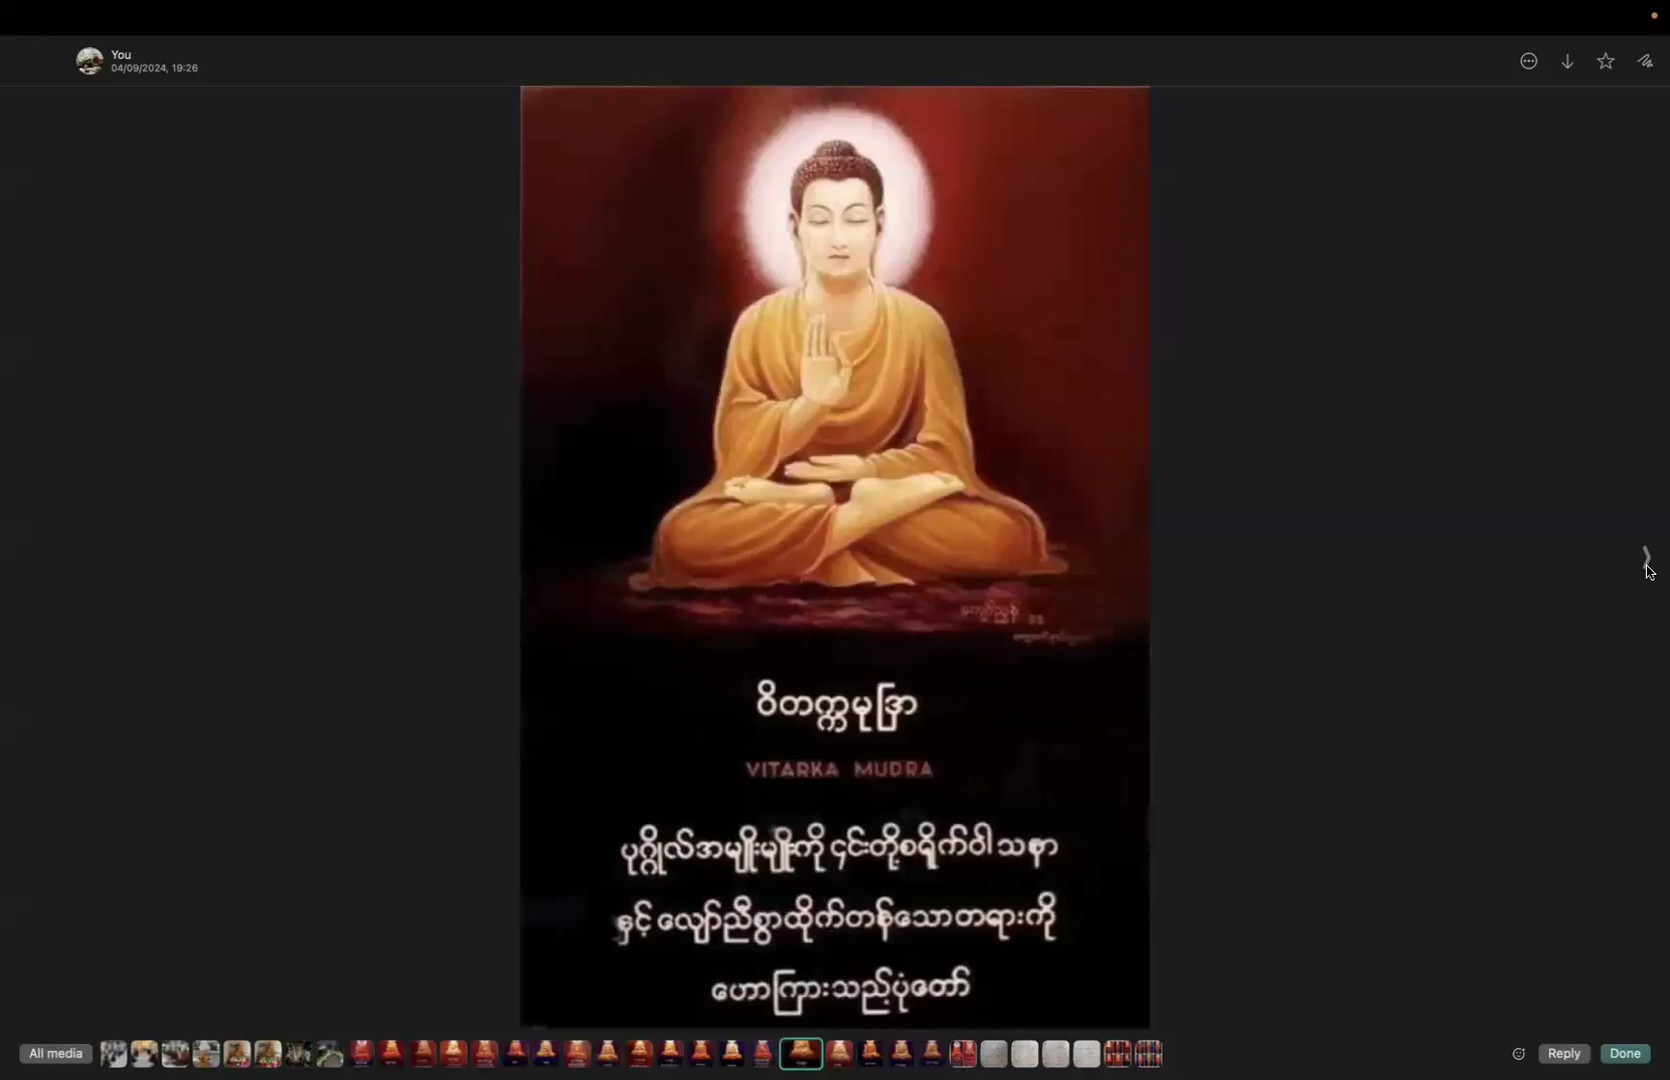 You
04/09/2024, 19:26
ဝိတက္ကမုဒြာ
VITARKA MUDRA
ပုဂ္ဂိုလ်အမျိုးမျိုးကို ၎င်းတို့စရိုက်ဝါသနာ
နှင့် လျော်ညီစွာထိုက်တန်သောတရားကို
ဟောကြားသည့်ပုံတော်
All media
Reply
Done